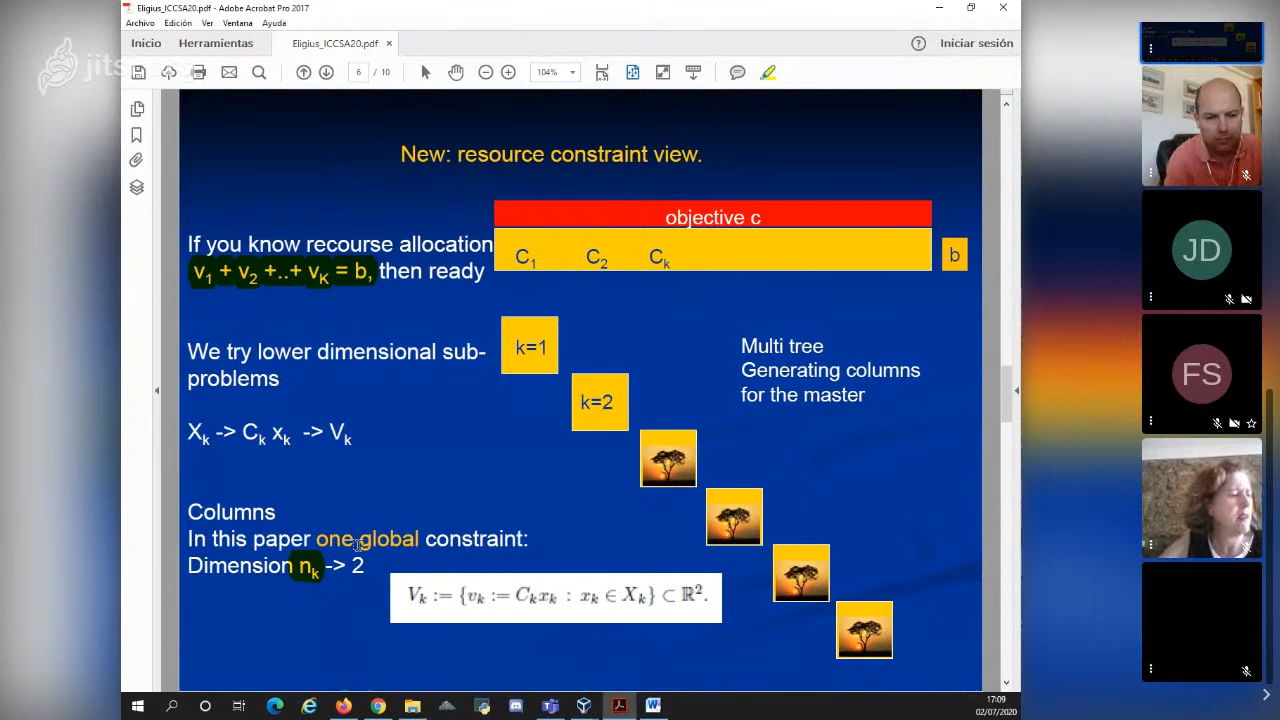 Eligius_ICCSA20.pdf - Adobe Acrobat Pro 2017
Archivo Edición Ver Ventana Ayuda
Inicio Herramientas Eligius_ICCSA20.pdf × Iniciar sesión
6 / 10 104%
New: resource constraint view.
objective c
If you know recourse allocation
C1 C2 Ck b
v1 + v2 +..+ vK = b, then ready
k=1
We try lower dimensional sub-
problems
Multi tree
Generating columns
for the master
k=2
Xk -> Ck xk -> Vk
Columns
In this paper one global constraint:
Dimension nk -> 2
Vk := {vk := Ckxk : xk ∈ Xk} ⊂ ℝ².
JD
FS
17:09
02/07/2020